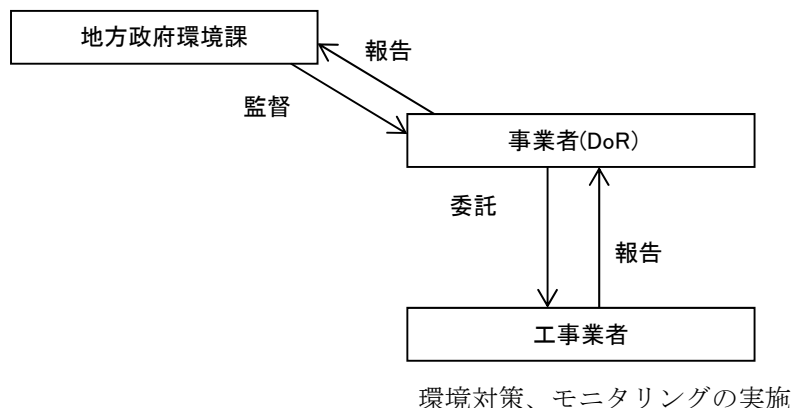 地方政府環境課
報告
監督
事業者(DoR)
委託
報告
工事業者
環境対策、モニタリングの実施